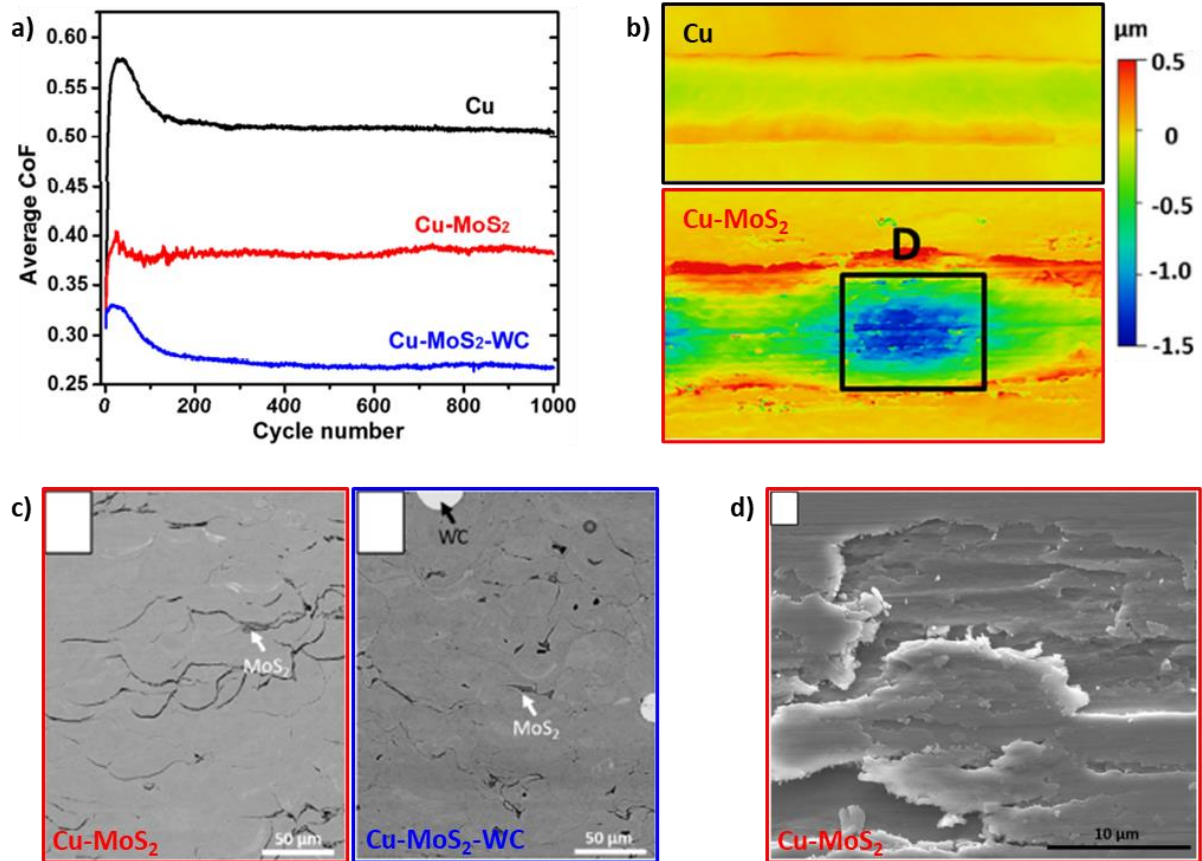 a)
0.60
0.55
0.50
0.45
0.40
0.35
0.30
0.25
Average CoF
Cu
Cu-MoS₂
Cu-MoS₂-WC
0 200 400 600 800 1000
Cycle number
b)
Cu
Cu-MoS₂
D
µm
0.5
0
-0.5
-1.0
-1.5
c)
MoS₂
Cu-MoS₂
50 µm
WC
MoS₂
Cu-MoS₂-WC
50 µm
d)
Cu-MoS₂
10 µm